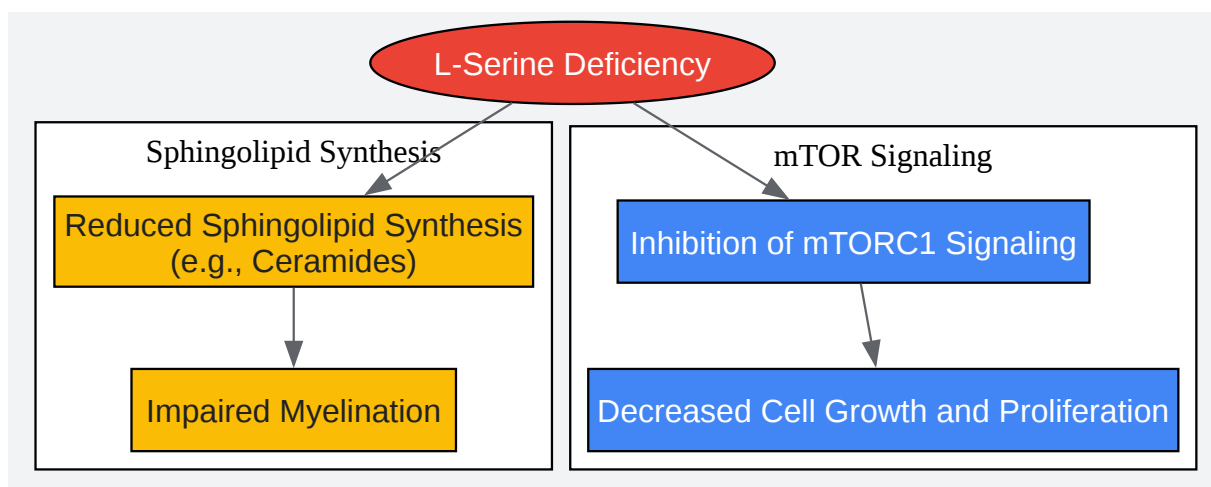 L-Serine Deficiency
Sphingolipid Synthesis
Reduced Sphingolipid Synthesis
(e.g., Ceramides)
Impaired Myelination
mTOR Signaling
Inhibition of mTORC1 Signaling
Decreased Cell Growth and Proliferation